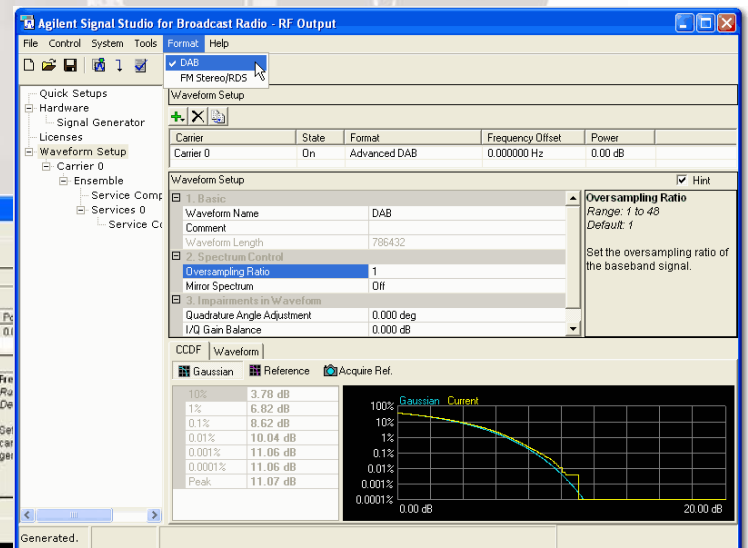 Agilent Signal Studio for Broadcast Radio - RF Output
File Control System Tools Format Help
DAB
FM Stereo/RDS
Quick Setups
Hardware
Signal Generator
Licenses
Waveform Setup
Carrier 0
Ensemble
Service Comp
Services 0
Service Co
Waveform Setup
Carrier State Format Frequency Offset Power
Carrier 0 On Advanced DAB 0.000000 Hz 0.00 dB
Waveform Setup Hint
1. Basic
Waveform Name DAB
Comment
Waveform Length 786432
2. Spectrum Control
Oversampling Ratio 1
Mirror Spectrum Off
3. Impairments in Waveform
Quadrature Angle Adjustment 0.000 deg
I/Q Gain Balance 0.000 dB
Oversampling Ratio
Range: 1 to 48
Default: 1
Set the oversampling ratio of
the baseband signal.
CCDF Waveform
Gaussian Reference Acquire Ref.
10% 3.78 dB
1% 6.82 dB
0.1% 8.62 dB
0.01% 10.04 dB
0.001% 11.06 dB
0.0001% 11.06 dB
Peak 11.07 dB
Gaussian Current
100%
10%
1%
0.1%
0.01%
0.001%
0.0001%
0.00 dB 20.00 dB
Generated.